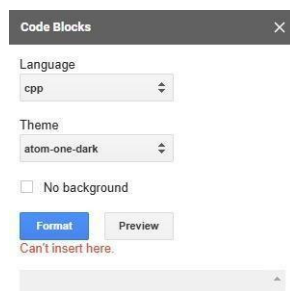 Code Blocks
Language
cpp
Theme
atom-one-dark
No background
Format Preview
Can't insert here.